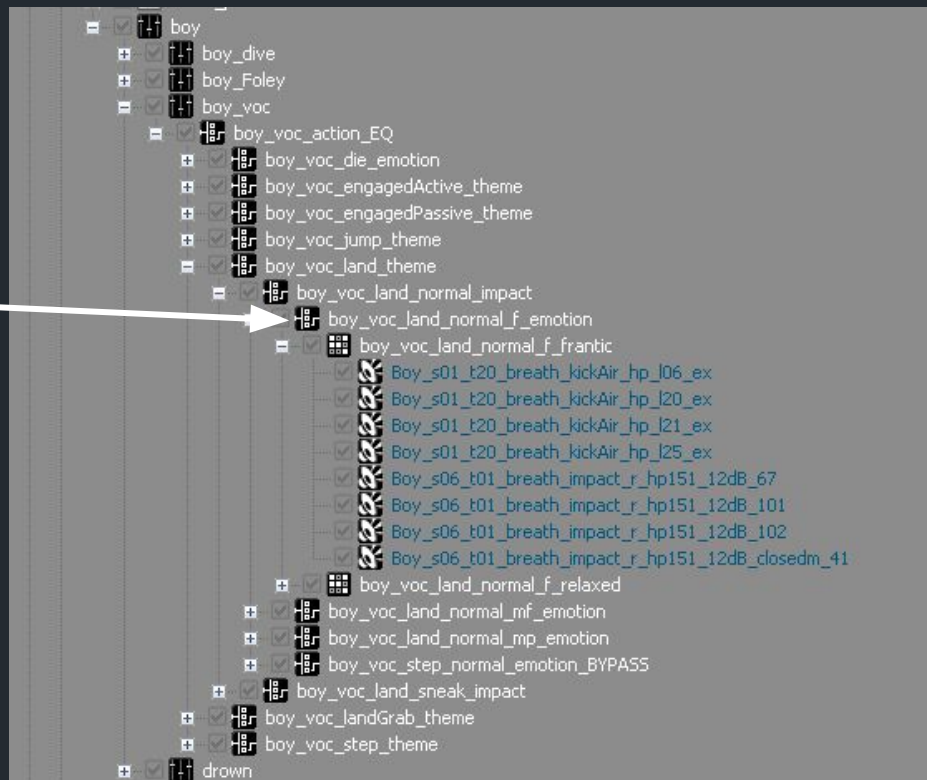 boy
boy_dive
boy_Foley
boy_voc
boy_voc_action_EQ
boy_voc_die_emotion
boy_voc_engagedActive_theme
boy_voc_engagedPassive_theme
boy_voc_jump_theme
boy_voc_land_theme
boy_voc_land_normal_impact
boy_voc_land_normal_f_emotion
boy_voc_land_normal_f_frantic
Boy_s01_t20_breath_kickAir_hp_l06_ex
Boy_s01_t20_breath_kickAir_hp_l20_ex
Boy_s01_t20_breath_kickAir_hp_l21_ex
Boy_s01_t20_breath_kickAir_hp_l25_ex
Boy_s06_t01_breath_impact_r_hp151_12dB_67
Boy_s06_t01_breath_impact_r_hp151_12dB_101
Boy_s06_t01_breath_impact_r_hp151_12dB_102
Boy_s06_t01_breath_impact_r_hp151_12dB_closedm_41
boy_voc_land_normal_f_relaxed
boy_voc_land_normal_mf_emotion
boy_voc_land_normal_mp_emotion
boy_voc_step_normal_emotion_BYPASS
boy_voc_land_sneak_impact
boy_voc_landGrab_theme
boy_voc_step_theme
drown